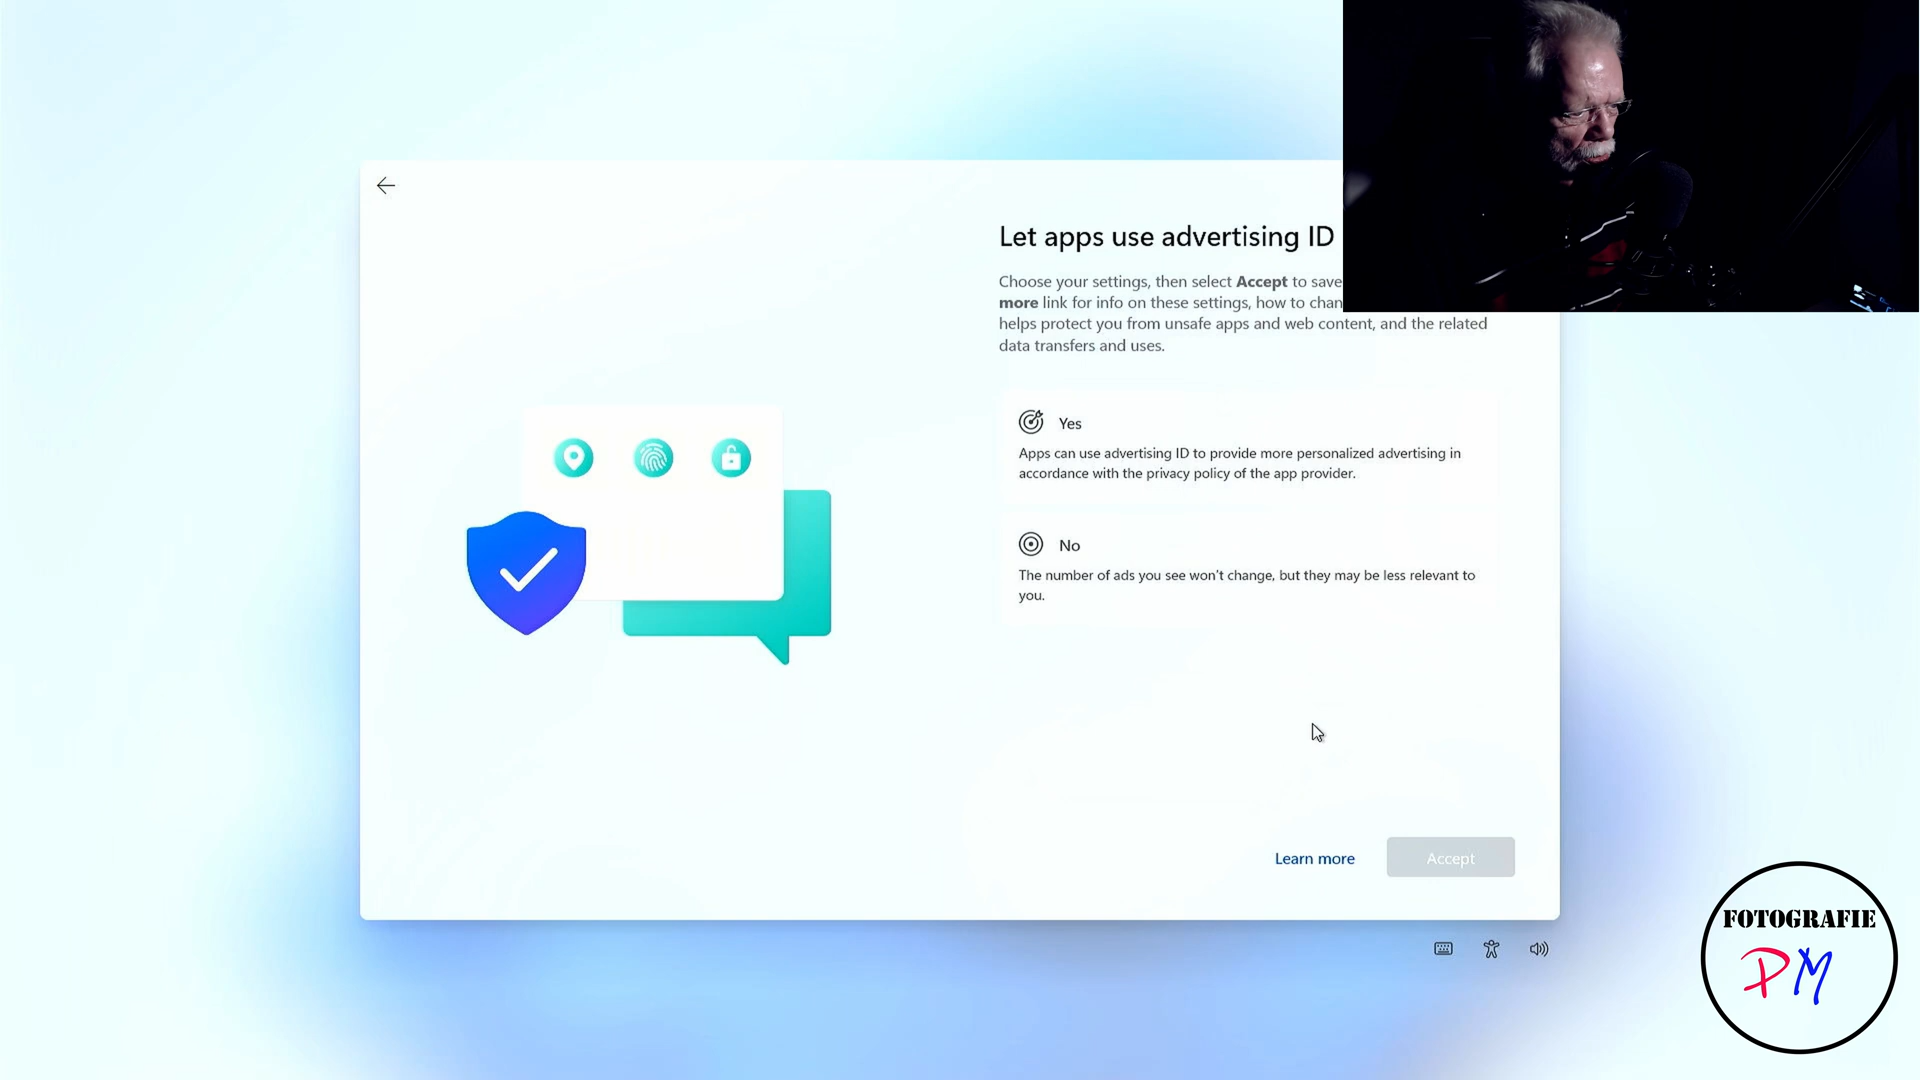 Let apps use advertising ID
Choose your settings, then select Accept to save
more link for info on these settings, how to chan
helps protect you from unsafe apps and web content, and the related
data transfers and uses.
Yes
Apps can use advertising ID to provide more personalized advertising in
accordance with the privacy policy of the app provider.
No
The number of ads you see won't change, but they may be less relevant to
you.
Learn more
Accept
FOTOGRAFIE
PM